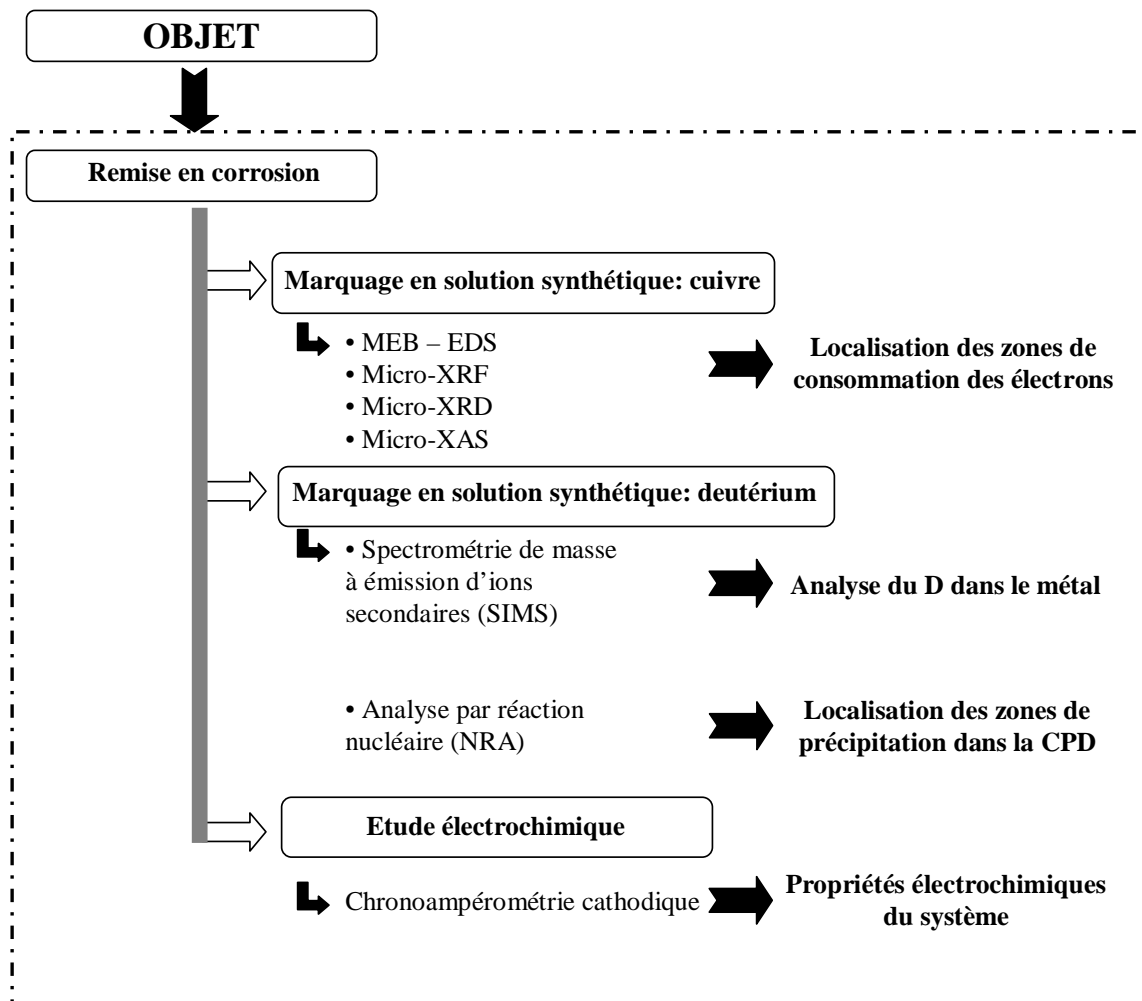 OBJET
Remise en corrosion
Marquage en solution synthétique: cuivre
• MEB – EDS
• Micro-XRF
• Micro-XRD
• Micro-XAS
Localisation des zones de
consommation des électrons
Marquage en solution synthétique: deutérium
• Spectrométrie de masse
à émission d’ions
secondaires (SIMS)
Analyse du D dans le métal
• Analyse par réaction
nucléaire (NRA)
Localisation des zones de
précipitation dans la CPD
Etude électrochimique
Chronoampérométrie cathodique
Propriétés électrochimiques
du système